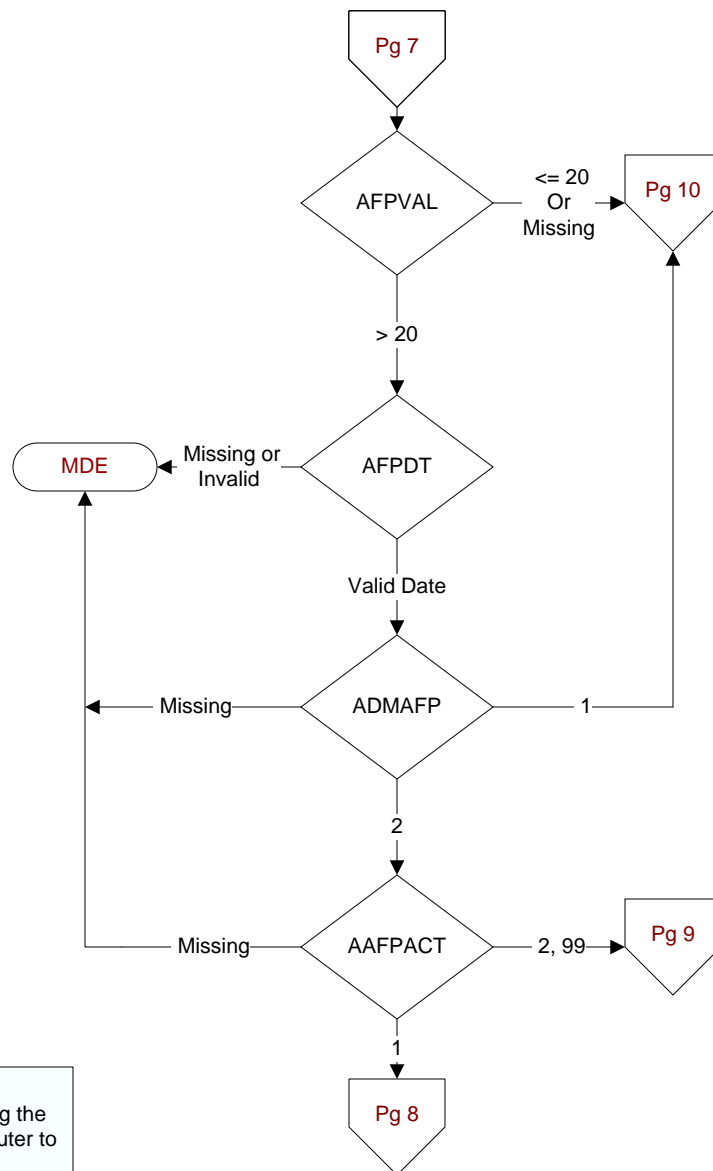 Pg 7
AFPVAL
<= 20
Or
Missing
Pg 10
> 20
MDE
Missing or
Invalid
AFPDT
Valid Date
Missing
ADMAFP
1
2
Missing
AAFPACT
2, 99
Pg 9
1
Pg 8
g the
uter to